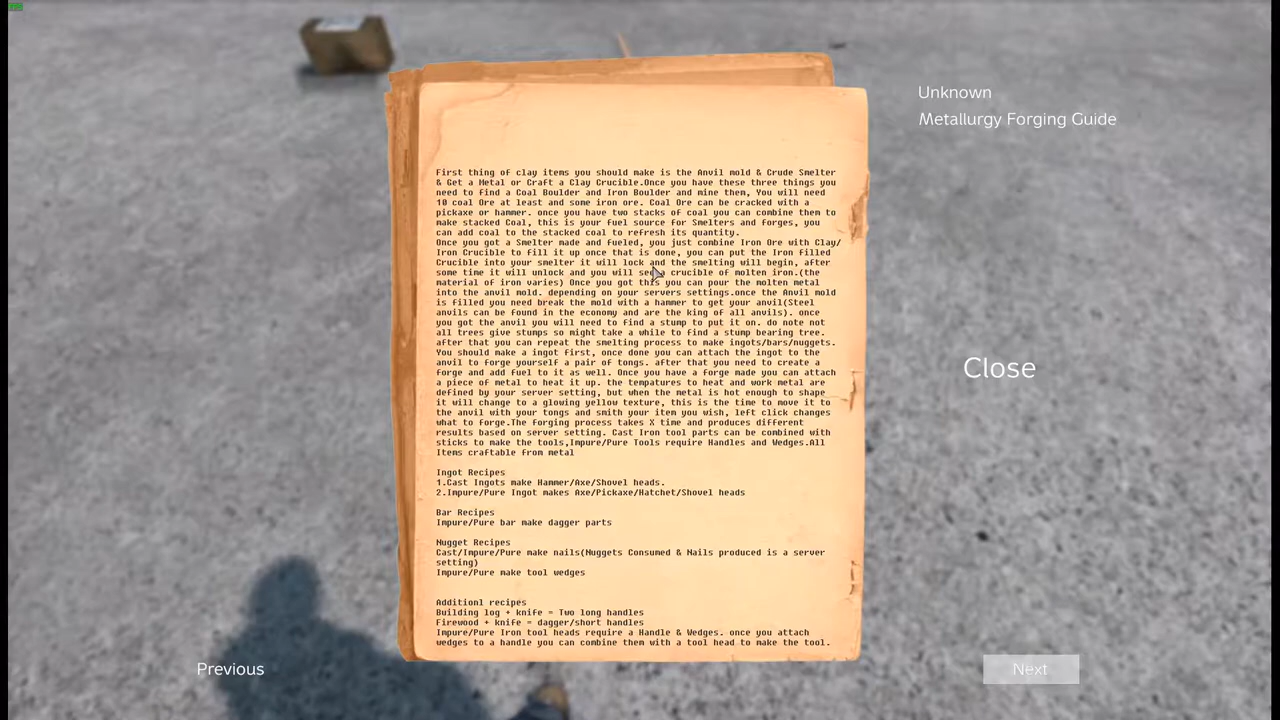 Unknown
Metallurgy Forging Guide
First thing of clay items you should make is the Anvil mold & Crude Smelter
& Get a Metal or Craft a Clay Crucible.Once you have these three things you
need to find a Coal Boulder and Iron Boulder and mine them, You will need
10 coal Ore at least and some iron ore. Coal Ore can be cracked with a
pickaxe or hammer. once you have two stacks of coal you can combine them to
make stacked Coal, this is your fuel source for Smelters and forges, you
can add coal to the stacked coal to refresh its quantity.
Once you got a Smelter made and fueled, you just combine Iron Ore with Clay/
Iron Crucible to fill it up once that is done, you can put the Iron filled
Crucible into your smelter it will lock and the smelting will begin, after
some time it will unlock and you will see a crucible of molten iron.(the
material of iron varies) Once you got this you can pour the molten metal
into the anvil mold. depending on your servers settings.once the Anvil mold
is filled you need break the mold with a hammer to get your anvil(Steel
anvils can be found in the economy and are the king of all anvils). once
you got the anvil you will need to find a stump to put it on. do note not
all trees give stumps so might take a while to find a stump bearing tree.
after that you can repeat the smelting process to make ingots/bars/nuggets.
You should make a ingot first, once done you can attach the ingot to the
anvil to forge yourself a pair of tongs. after that you need to create a
forge and add fuel to it as well. Once you have a forge made you can attach
a piece of metal to heat it up. the tempatures to heat and work metal are
defined by your server setting, but when the metal is hot enough to shape
it will change to a glowing yellow texture, this is the time to move it to
the anvil with your tongs and smith your item you wish, left click changes
what to forge.The forging process takes X time and produces different
results based on server setting. Cast Iron tool parts can be combined with
sticks to make the tools,Impure/Pure Tools require Handles and Wedges.All
Items craftable from metal
Ingot Recipes
1.Cast Ingots make Hammer/Axe/Shovel heads.
2.Impure/Pure Ingot makes Axe/Pickaxe/Hatchet/Shovel heads
Bar Recipes
Impure/Pure bar make dagger parts
Nugget Recipes
Cast/Impure/Pure make nails(Nuggets Consumed & Nails produced is a server
setting)
Impure/Pure make tool wedges
Additionl recipes
Building log + knife = Two long handles
Firewood + knife = dagger/short handles
Impure/Pure Iron tool heads require a Handle & Wedges. once you attach
wedges to a handle you can combine them with a tool head to make the tool.
Close
Previous
Next